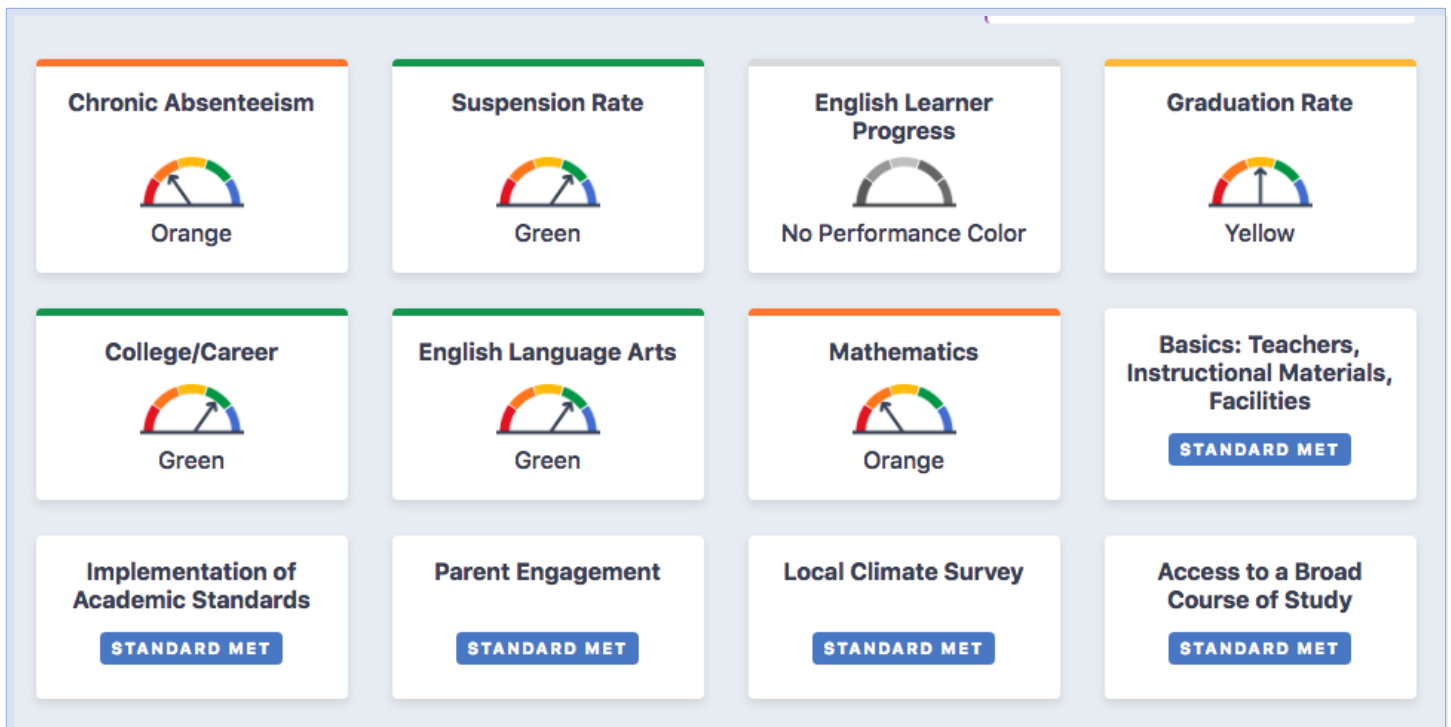 Chronic Absenteeism
Orange
Suspension Rate
Green
English Learner
Progress
No Performance Color
Graduation Rate
Yellow
College/Career
Green
English Language Arts
Green
Mathematics
Orange
Basics: Teachers,
Instructional Materials,
Facilities
STANDARD MET
Implementation of
Academic Standards
STANDARD MET
Parent Engagement
STANDARD MET
Local Climate Survey
STANDARD MET
Access to a Broad
Course of Study
STANDARD MET